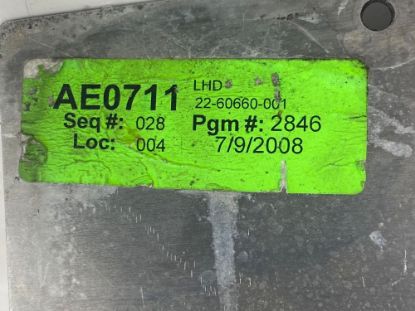 AE0711 LHD
22-60660-001
Seq #: 028 Pgm #: 2846
Loc: 004 7/9/2008